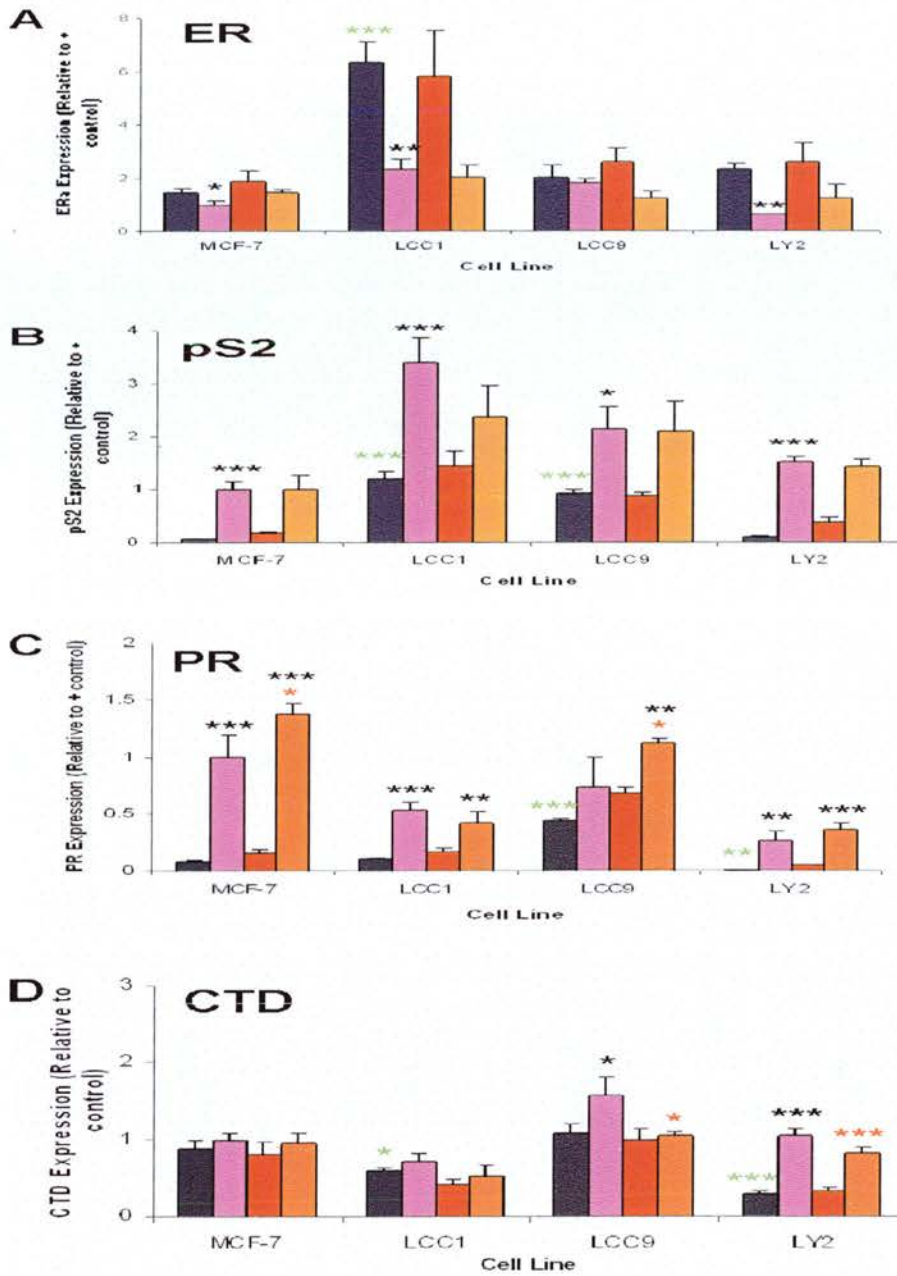 A
ER
ERa Expression (Relative to +
control)
8
6
4
2
0
***
*
**
**
MCF-7
LCC1
LCC9
LY2
Cell Line
B
pS2
pS2 Expression (Relative to +
control)
4
3
2
1
0
***
***
***
***
*
***
MCF-7
LCC1
LCC9
LY2
Cell Line
C
PR
PR Expression (Relative to + control)
2
1.5
1
0.5
0
***
***
*
***
**
***
**
*
**
**
***
MCF-7
LCC1
LCC9
LY2
Cell Line
D
CTD
CTD Expression (Relative to
control)
3
2
1
0
*
*
*
***
***
***
MCF-7
LCC1
LCC9
LY2
Cell Line